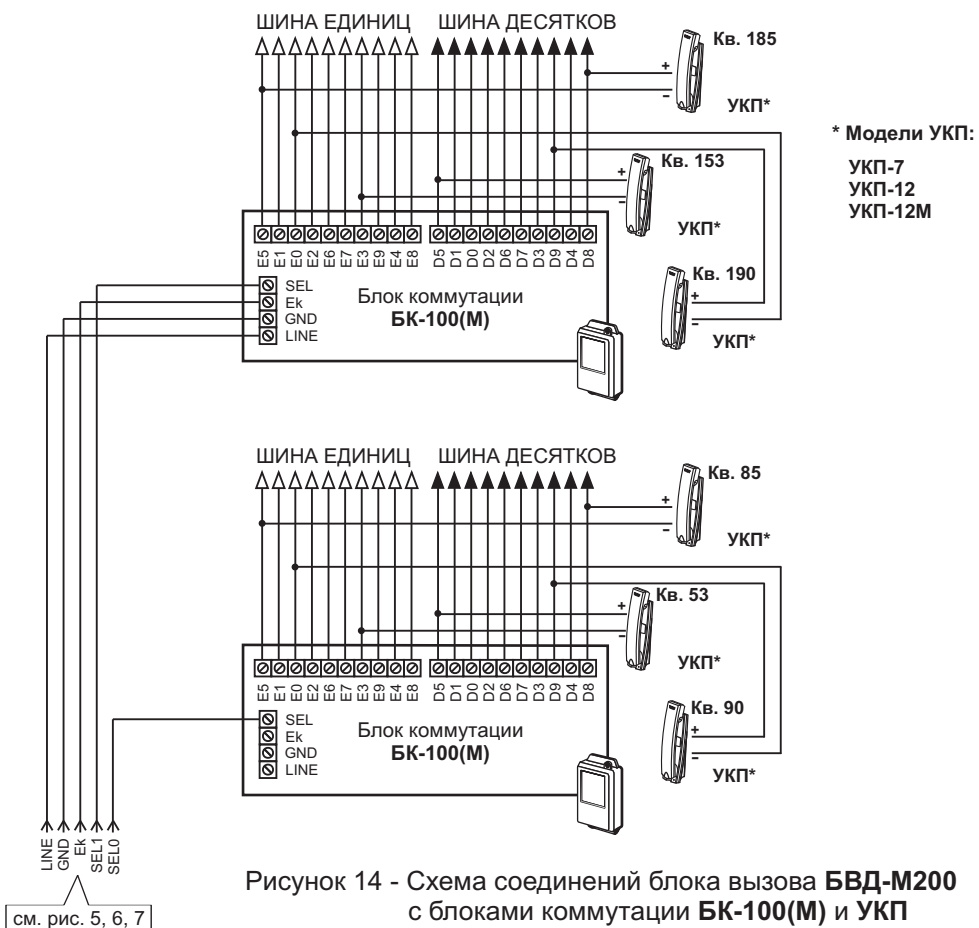 ШИНА ЕДИНИЦ ШИНА ДЕСЯТКОВ
Кв. 185
+
–
УКП*
* Модели УКП:
УКП-7
УКП-12
УКП-12М
Кв. 153
+
–
УКП*
E5 E1 E0 E2 E6 E7 E3 E9 E4 E8 D5 D1 D0 D2 D6 D7 D3 D9 D4 D8
Кв. 190
+
–
УКП*
SEL
Ek
GND
LINE
Блок коммутации
БК-100(М)
ШИНА ЕДИНИЦ ШИНА ДЕСЯТКОВ
Кв. 85
+
–
УКП*
Кв. 53
+
–
УКП*
E5 E1 E0 E2 E6 E7 E3 E9 E4 E8 D5 D1 D0 D2 D6 D7 D3 D9 D4 D8
Кв. 90
+
–
УКП*
SEL
Ek
GND
LINE
Блок коммутации
БК-100(М)
LINE
GND
Ek
SEL1
SEL0
см. рис. 5, 6, 7
Рисунок 14 - Схема соединений блока вызова БВД-М200
с блоками коммутации БК-100(М) и УКП